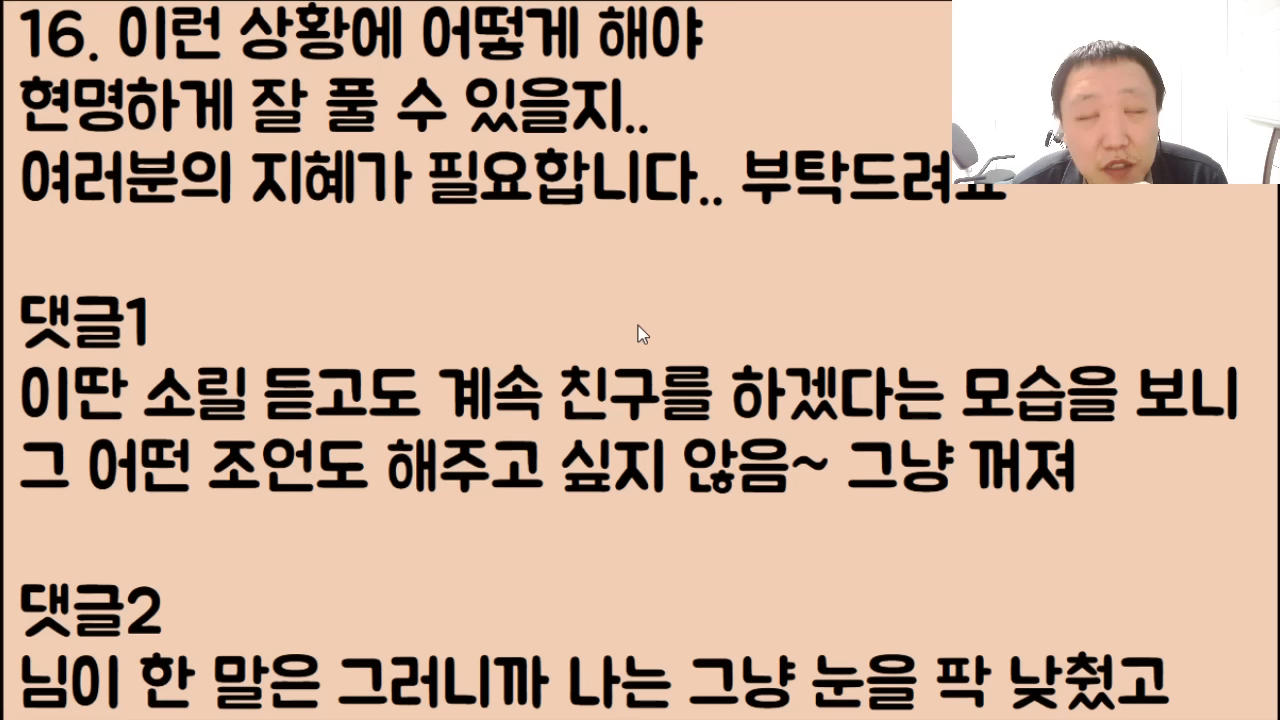 16. 이런 상황에 어떻게 해야
현명하게 잘 풀 수 있을지..
여러분의 지혜가 필요합니다.. 부탁드려요
댓글1
이딴 소릴 듣고도 계속 친구를 하겠다는 모습을 보니
그 어떤 조언도 해주고 싶지 않음~ 그냥 꺼져
댓글2
님이 한 말은 그러니까 나는 그냥 눈을 팍 낮췄고